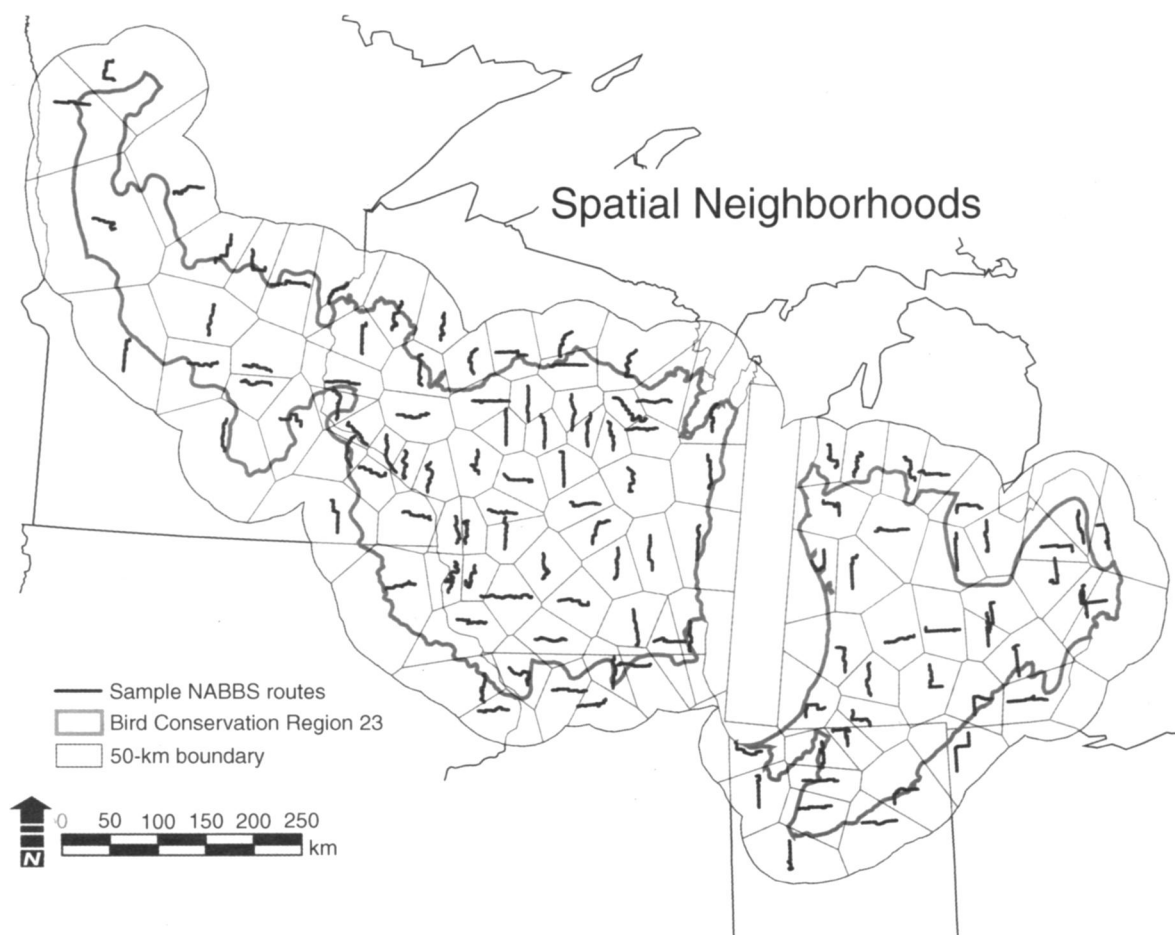 Spatial Neighborhoods
Sample NABBS routes
Bird Conservation Region 23
50-km boundary
0 50 100 150 200 250
km
N